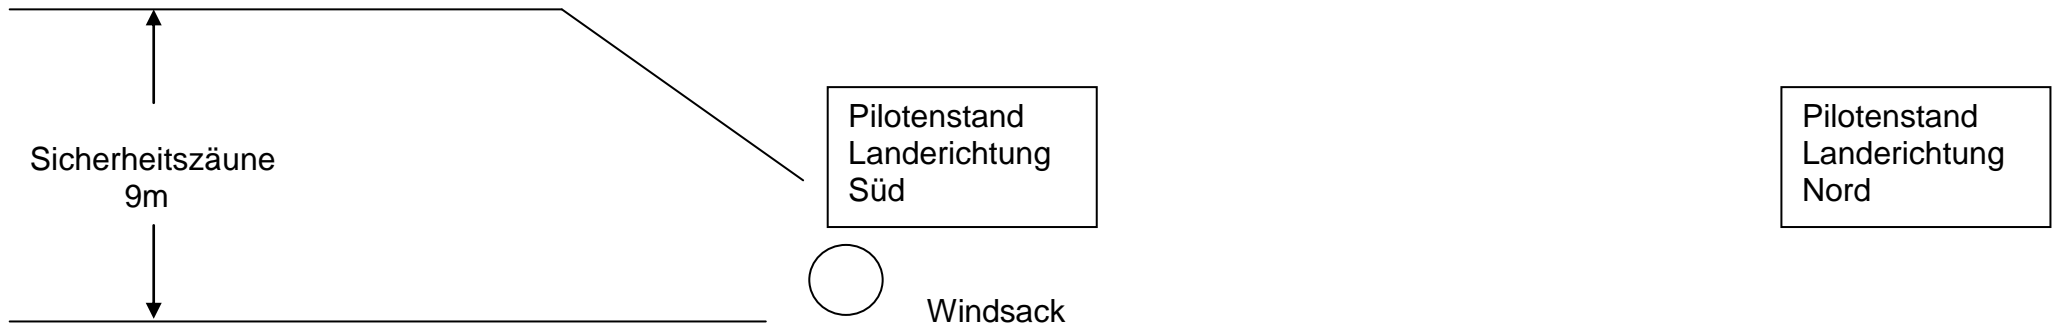 Sicherheitszäune
9m
Pilotenstand
Landerichtung
Süd
Windsack
Pilotenstand
Landerichtung
Nord